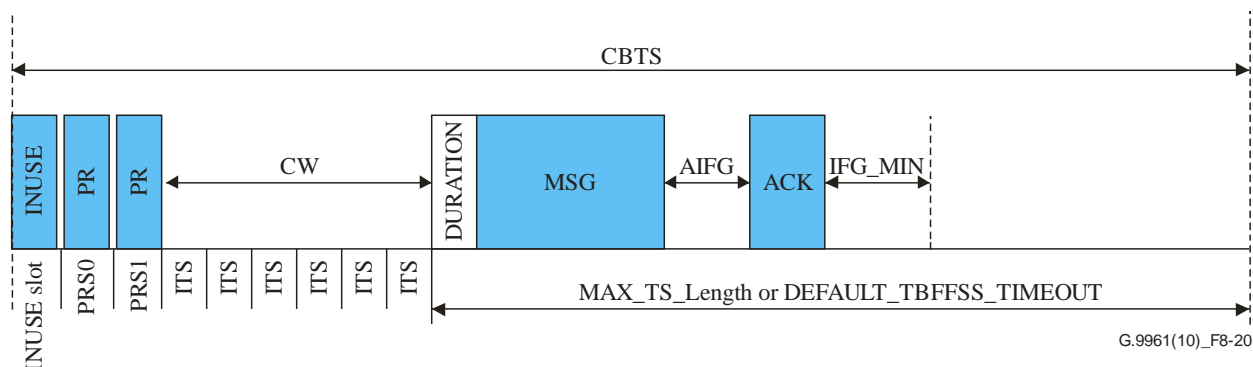 CBTS
INUSE
PR
PR
CW
DURATION
MSG
AIFG
ACK
IFG_MIN
INUSE slot
PRS0
PRS1
ITS
ITS
ITS
ITS
ITS
ITS
MAX_TS_Length or DEFAULT_TBFFSS_TIMEOUT
G.9961(10)_F8-20